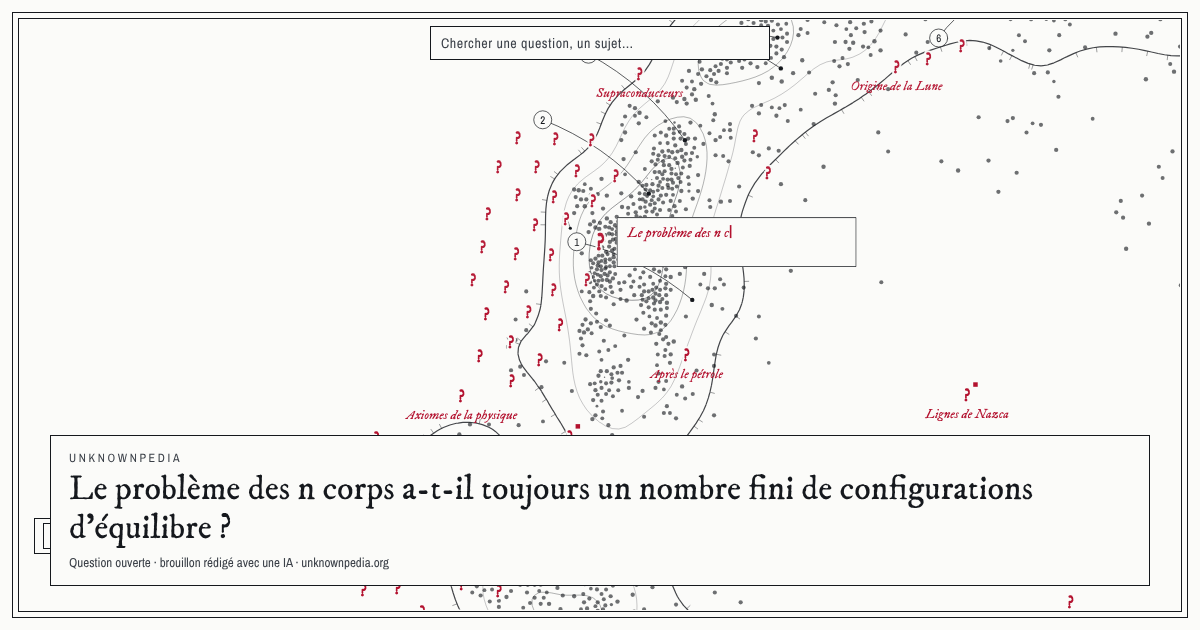 Chercher une question, un sujet...
6
Supraconducteurs
Origine de la Lune
2
1
Le problème des n c
Après le pétrole
Lignes de Nazca
Axiomes de la physique
UNKNOWNPEDIA
Le problème des n corps a-t-il toujours un nombre fini de configurations
d'équilibre ?
Question ouverte · brouillon rédigé avec une IA · unknownpedia.org